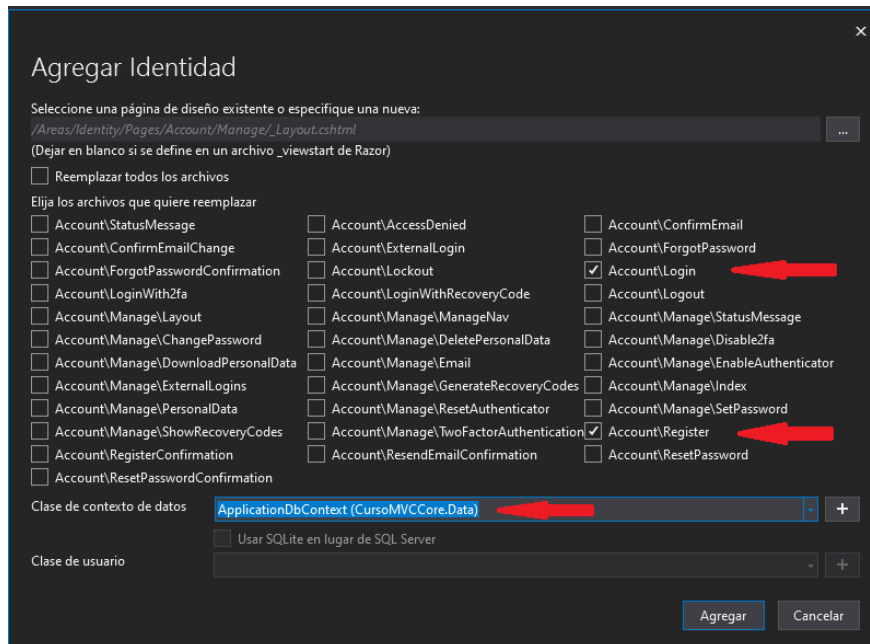 Agregar Identidad
Seleccione una página de diseño existente o especifique una nueva:
/Areas/Identity/Pages/Account/Manage/_Layout.cshtml
...
(Dejar en blanco si se define en un archivo _viewstart de Razor)
Reemplazar todos los archivos
Elija los archivos que quiere reemplazar
Account\StatusMessage Account\AccessDenied Account\ConfirmEmail
Account\ConfirmEmailChange Account\ExternalLogin Account\ForgotPassword
Account\ForgotPasswordConfirmation Account\Lockout Account\Login
Account\LoginWith2fa Account\LoginWithRecoveryCode Account\Logout
Account\Manage\Layout Account\Manage\ManageNav Account\Manage\StatusMessage
Account\Manage\ChangePassword Account\Manage\DeletePersonalData Account\Manage\Disable2fa
Account\Manage\DownloadPersonalData Account\Manage\Email Account\Manage\EnableAuthenticator
Account\Manage\ExternalLogins Account\Manage\GenerateRecoveryCodes Account\Manage\Index
Account\Manage\PersonalData Account\Manage\ResetAuthenticator Account\Manage\SetPassword
Account\Manage\ShowRecoveryCodes Account\Manage\TwoFactorAuthentication Account\Register
Account\RegisterConfirmation Account\ResendEmailConfirmation Account\ResetPassword
Account\ResetPasswordConfirmation
Clase de contexto de datos ApplicationDbContext (CursoMVCCore.Data) +
Usar SQLite en lugar de SQL Server
Clase de usuario +
Agregar Cancelar